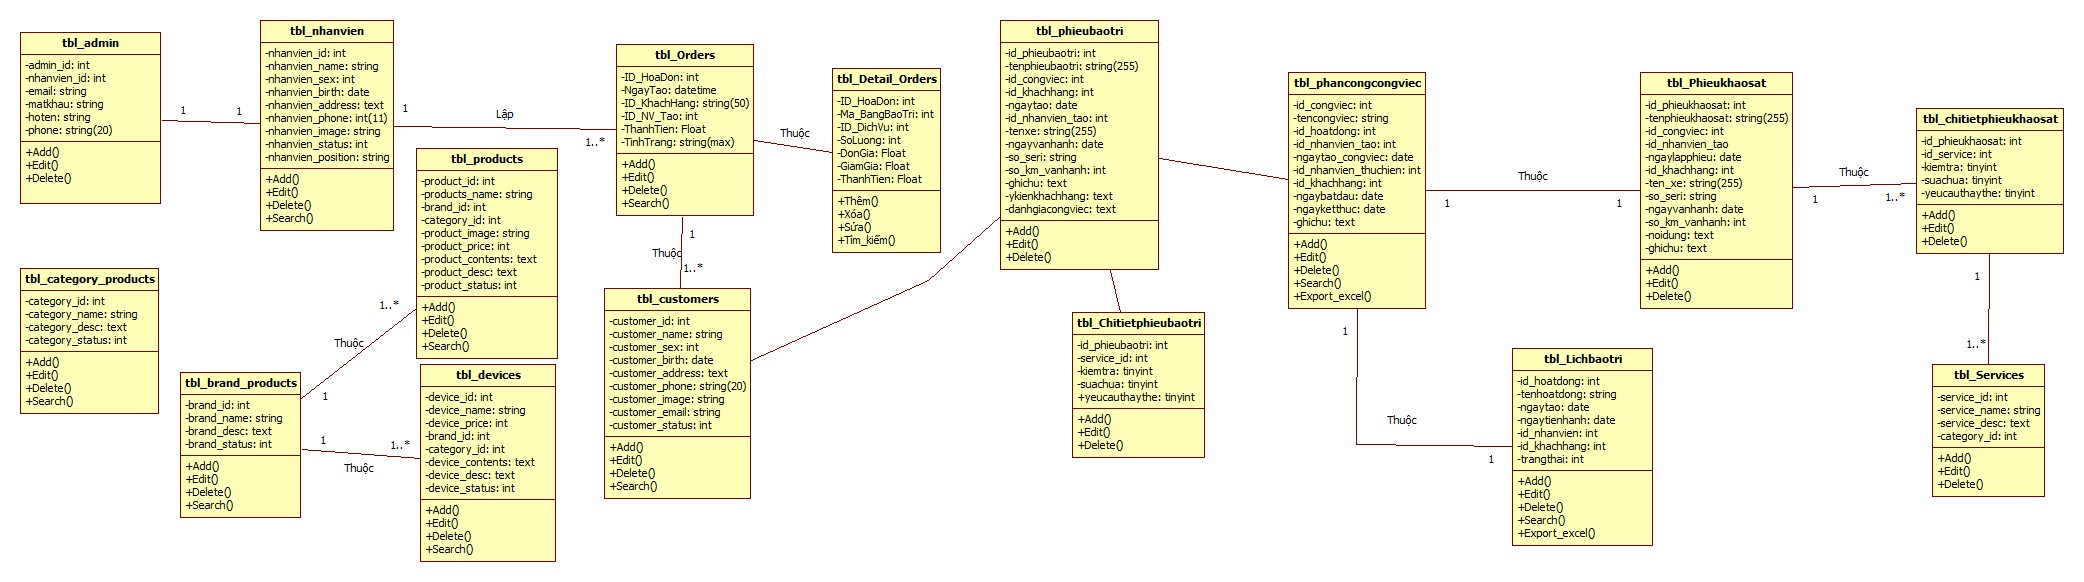 tbl_admin
-admin_id: int
-nhanvien_id: int
-email: string
-matkhau: string
-hoten: string
-phone: string(20)
+Add()
+Edit()
+Delete()
1
1
tbl_nhanvien
-nhanvien_id: int
-nhanvien_name: string
-nhanvien_sex: int
-nhanvien_birth: date
-nhanvien_address: text
-nhanvien_phone: int(11)
-nhanvien_image: string
-nhanvien_status: int
-nhanvien_position: string
+Add()
+Edit()
+Delete()
+Search()
1
Lập
1..*
tbl_Orders
-ID_HoaDon: int
-NgayTao: datetime
-ID_KhachHang: string(50)
-ID_NV_Tao: int
-ThanhTien: Float
-TinhTrang: string(max)
+Add()
+Edit()
+Delete()
+Search()
Thuộc
tbl_Detail_Orders
-ID_HoaDon: int
-Ma_BangBaoTri: int
-ID_DichVu: int
-SoLuong: int
-DonGia: Float
-GiamGia: Float
-ThanhTien: Float
+Thêm()
+Xóa()
+Sửa()
+Tìm_kiếm()
1
Thuộc
1..*
tbl_customers
-customer_id: int
-customer_name: string
-customer_sex: int
-customer_birth: date
-customer_address: text
-customer_phone: string(20)
-customer_image: string
-customer_email: string
-customer_status: int
+Add()
+Edit()
+Delete()
+Search()
tbl_products
-product_id: int
-products_name: string
-brand_id: int
-category_id: int
-product_image: string
-product_price: int
-product_contents: text
-product_desc: text
-product_status: int
+Add()
+Edit()
+Delete()
+Search()
tbl_category_products
-category_id: int
-category_name: string
-category_desc: text
-category_status: int
+Add()
+Edit()
+Delete()
+Search()
1..*
Thuộc
1
tbl_brand_products
-brand_id: int
-brand_name: string
-brand_desc: text
-brand_status: int
+Add()
+Edit()
+Delete()
+Search()
1
1..*
Thuộc
tbl_devices
-device_id: int
-device_name: string
-device_price: int
-brand_id: int
-category_id: int
-device_contents: text
-device_desc: text
-device_status: int
+Add()
+Edit()
+Delete()
+Search()
tbl_phieubaotri
-id_phieubaotri: int
-tenphieubaotri: string(255)
-id_congviec: int
-id_khachhang: int
-ngaytao: date
-id_nhanvien_tao: int
-tenxe: string(255)
-ngayvanhanh: date
-so_seri: string
-so_km_vanhanh: int
-ghichu: text
-ykienkhachhang: text
-danhgiacongviec: text
+Add()
+Edit()
+Delete()
tbl_Chitietphieubaotri
-id_phieubaotri: int
-service_id: int
-kiemtra: tinyint
-suachua: tinyint
+yeucauthaythe: tinyint
+Add()
+Edit()
+Delete()
tbl_phancongcongviec
-id_congviec: int
-tencongviec: string
-id_hoatdong: int
-id_nhanvien_tao: int
-ngaytao_congviec: date
-id_nhanvien_thuchien: int
-id_khachhang: int
-ngaybatdau: date
-ngayketthuc: date
-ghichu: text
+Add()
+Edit()
+Delete()
+Search()
+Export_excel()
Thuộc
1
1
tbl_Phieukhaosat
-id_phieukhaosat: int
-tenphieukhaosat: string(255)
-id_congviec: int
-id_nhanvien_tao
-ngaylapphieu: date
-id_khachhang: int
-ten_xe: string(255)
-so_seri: string
-ngayvanhanh: date
-so_km_vanhanh: int
-noidung: text
-ghichu: text
+Add()
+Edit()
+Delete()
Thuộc
1
1..*
tbl_chitietphieukhaosat
-id_phieukhaosat: int
-id_service: int
-kiemtra: tinyint
-suachua: tinyint
-yeucauthaythe: tinyint
+Add()
+Edit()
+Delete()
1
1..*
tbl_Services
-service_id: int
-service_name: string
-service_desc: text
-category_id: int
+Add()
+Edit()
+Delete()
1
Thuộc
1
tbl_Lichbaotri
-id_hoatdong: int
-tenhoatdong: string
-ngaytao: date
-ngaytienhanh: date
-id_nhanvien: int
-id_khachhang: int
-trangthai: int
+Add()
+Edit()
+Delete()
+Search()
+Export_excel()